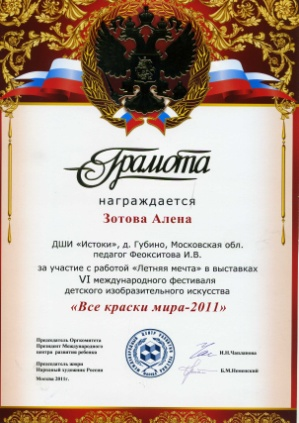 Грамота
награждается
Зотова Алена
ДШИ «Истоки», д. Губино, Московская обл.
педагог Феокситова И.В.
за участие с работой «Летняя мечта» в выставках
VI международного фестиваля
детского изобразительного искусства
«Все краски мира-2011»
Председатель Оргкомитета
Президент Международного
центра развития ребенка
Председатель жюри
Народный художник России
Б.М.Неменский
Москва 2011г.